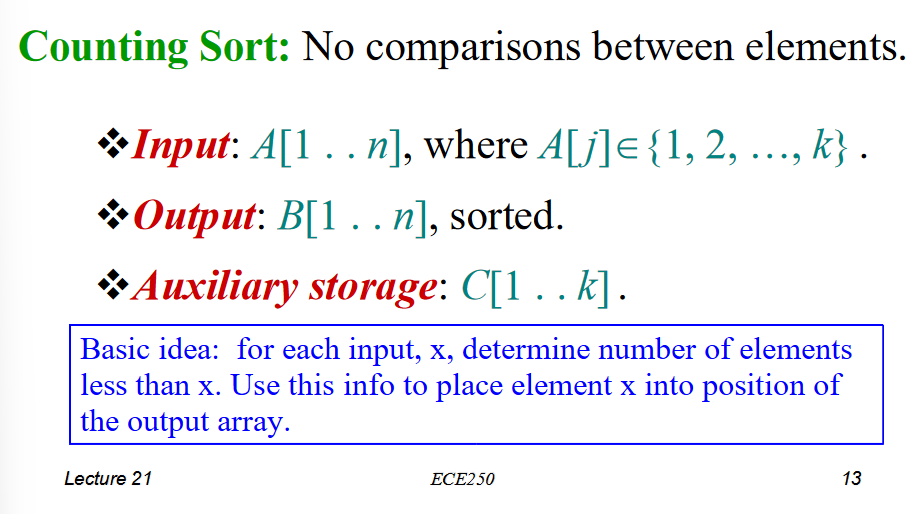 Counting Sort: No comparisons between elements.
❖Input: A[1 . . n], where A[j]∈{1, 2, …, k} .
❖Output: B[1 . . n], sorted.
❖Auxiliary storage: C[1 . . k] .
Basic idea:  for each input, x, determine number of elements
less than x. Use this info to place element x into position of
the output array.
Lecture 21 ECE250 13